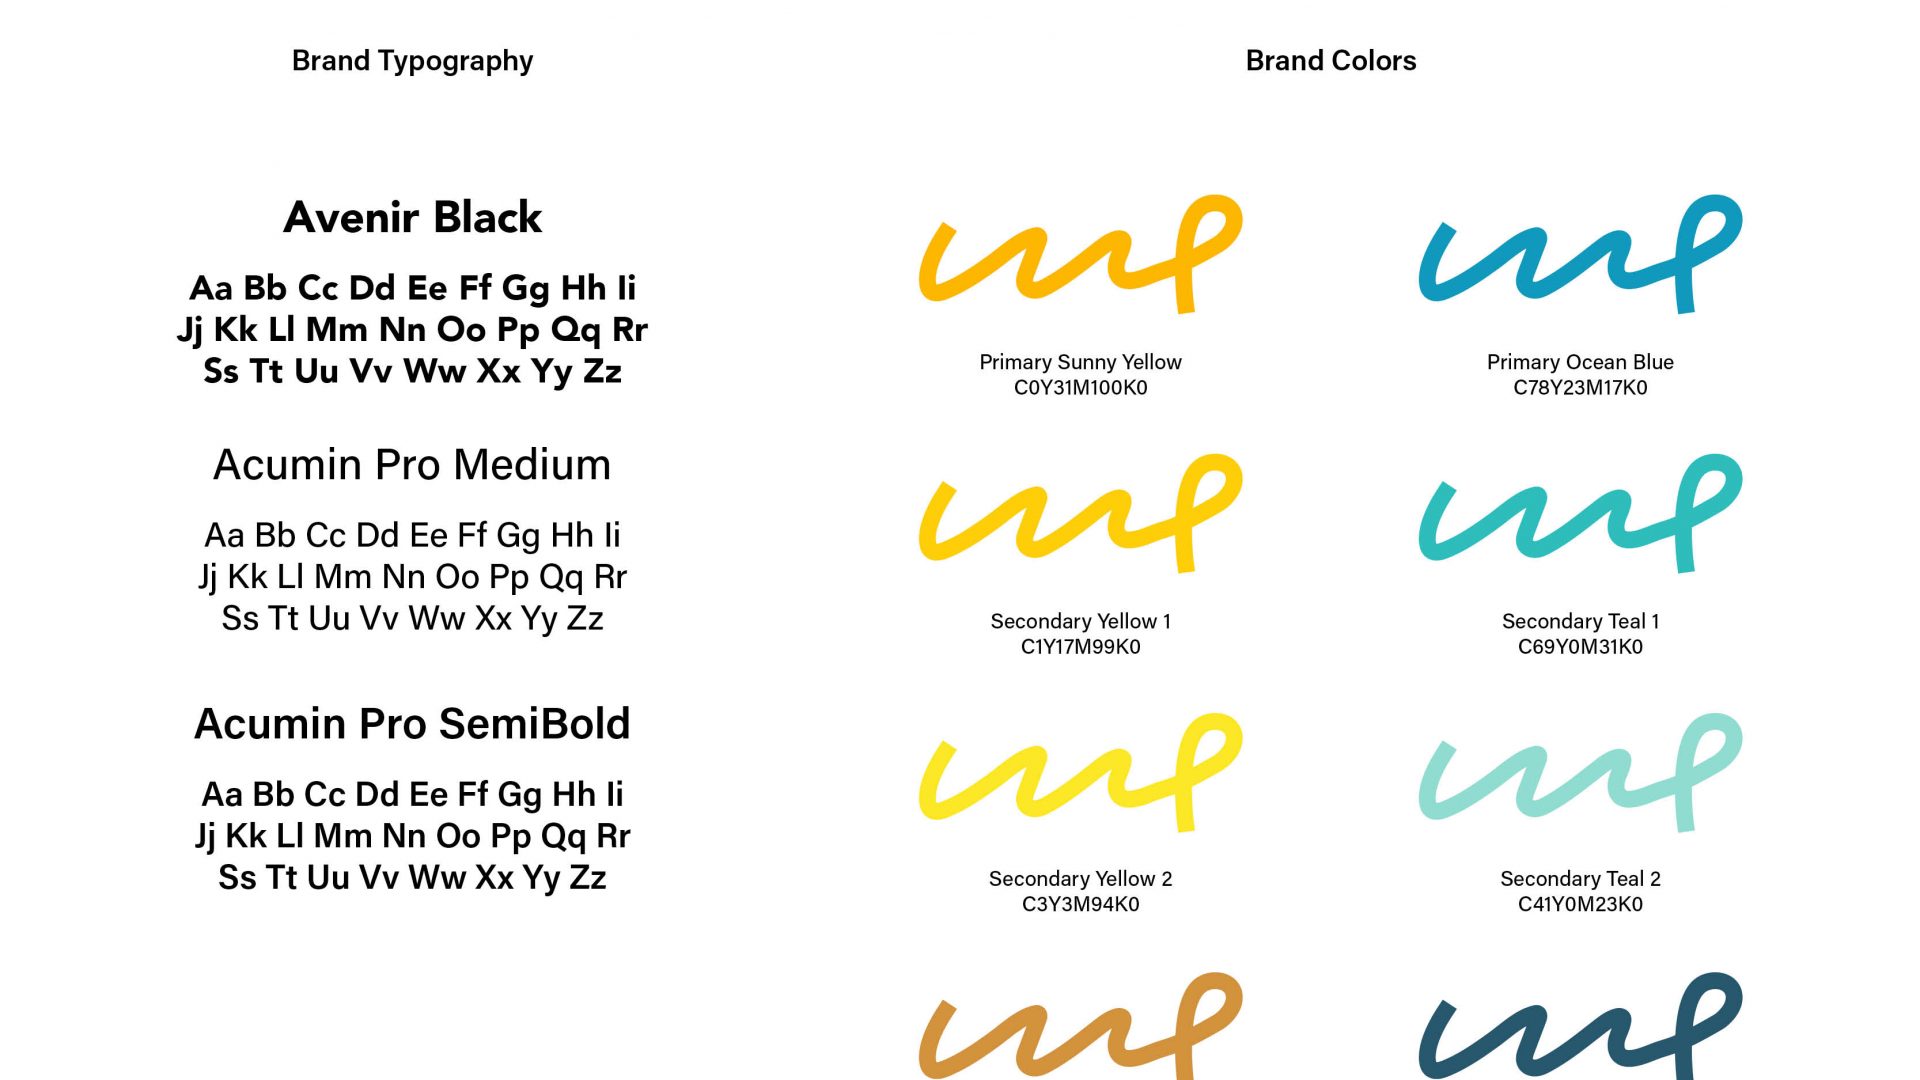 Brand Typography
Avenir Black
Aa Bb Cc Dd Ee Ff Gg Hh Ii
Jj Kk Ll Mm Nn Oo Pp Qq Rr
Ss Tt Uu Vv Ww Xx Yy Zz
Acumin Pro Medium
Aa Bb Cc Dd Ee Ff Gg Hh Ii
Jj Kk Ll Mm Nn Oo Pp Qq Rr
Ss Tt Uu Vv Ww Xx Yy Zz
Acumin Pro SemiBold
Aa Bb Cc Dd Ee Ff Gg Hh Ii
Jj Kk Ll Mm Nn Oo Pp Qq Rr
Ss Tt Uu Vv Ww Xx Yy Zz
Brand Colors
Primary Sunny Yellow
C0Y31M100K0
Primary Ocean Blue
C78Y23M17K0
Secondary Yellow 1
C1Y17M99K0
Secondary Teal 1
C69Y0M31K0
Secondary Yellow 2
C3Y3M94K0
Secondary Teal 2
C41Y0M23K0